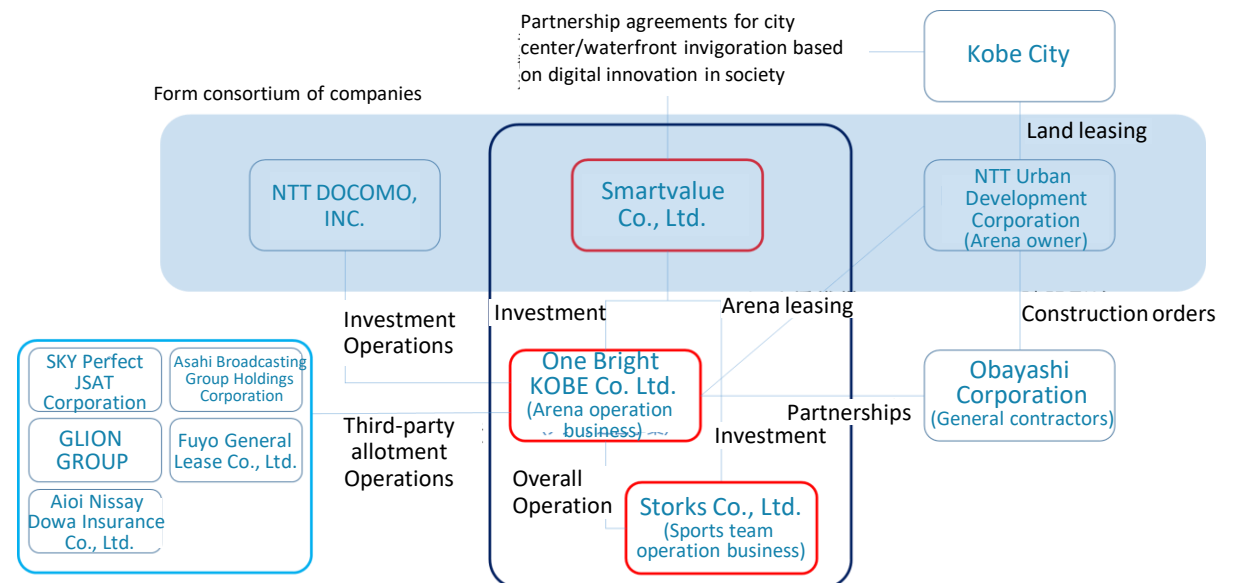 Partnership agreements for city
center/waterfront invigoration based
on digital innovation in society
Kobe City
Form consortium of companies
Land leasing
NTT DOCOMO,
INC.
Smartvalue
Co., Ltd.
NTT Urban
Development
Corporation
(Arena owner)
Investment
Operations
Investment
Arena leasing
Construction orders
SKY Perfect
JSAT
Corporation
Asahi Broadcasting
Group Holdings
Corporation
GLION
GROUP
Fuyo General
Lease Co., Ltd.
Aioi Nissay
Dowa Insurance
Co., Ltd.
Third-party
allotment
Operations
One Bright
KOBE Co. Ltd.
(Arena operation
business)
Partnerships
Obayashi
Corporation
(General contractors)
Investment
Overall
Operation
Storks Co., Ltd.
(Sports team
operation business)